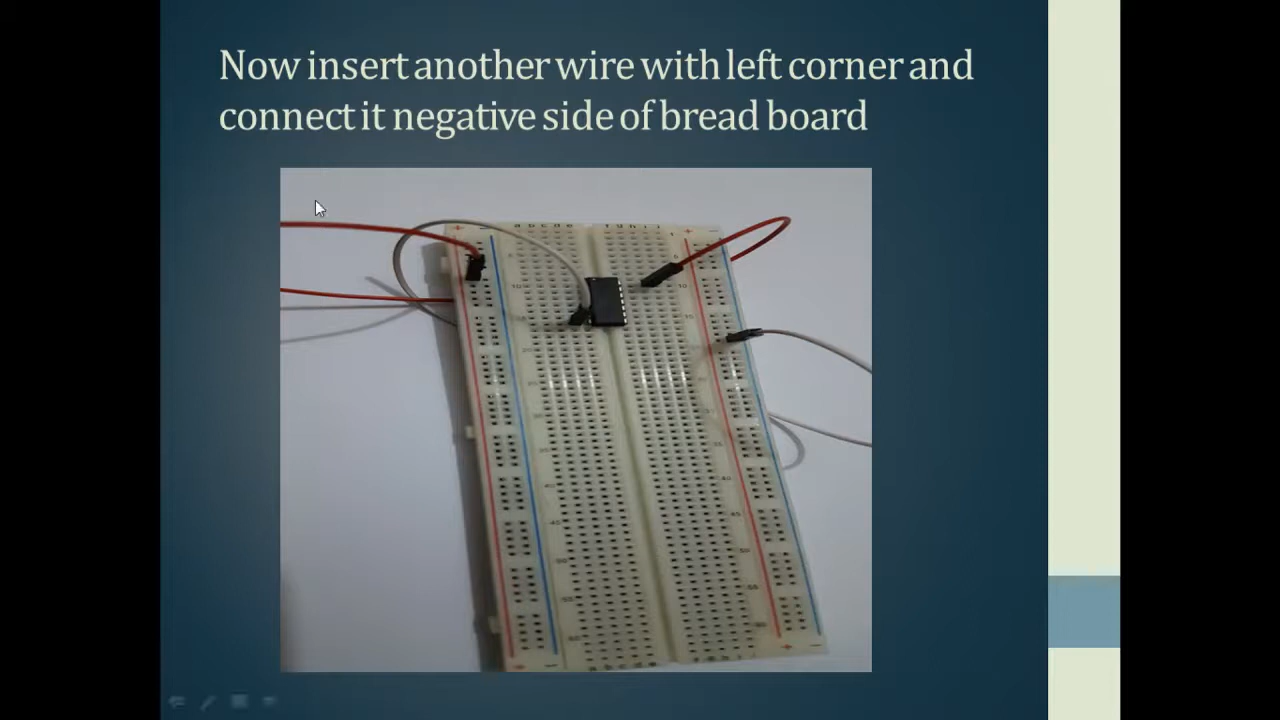 Now insert another wire with left corner and
connect it negative side of bread board